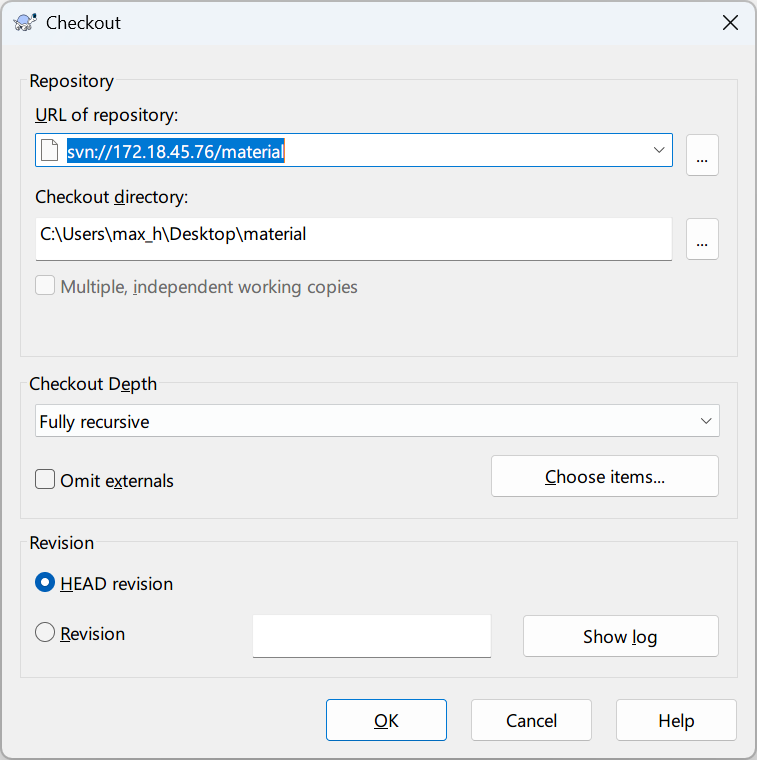 Checkout
Repository
URL of repository:
svn://172.18.45.76/material
...
Checkout directory:
C:\Users\max_h\Desktop\material
...
Multiple, independent working copies
Checkout Depth
Fully recursive
Omit externals
Choose items...
Revision
HEAD revision
Revision
Show log
OK
Cancel
Help